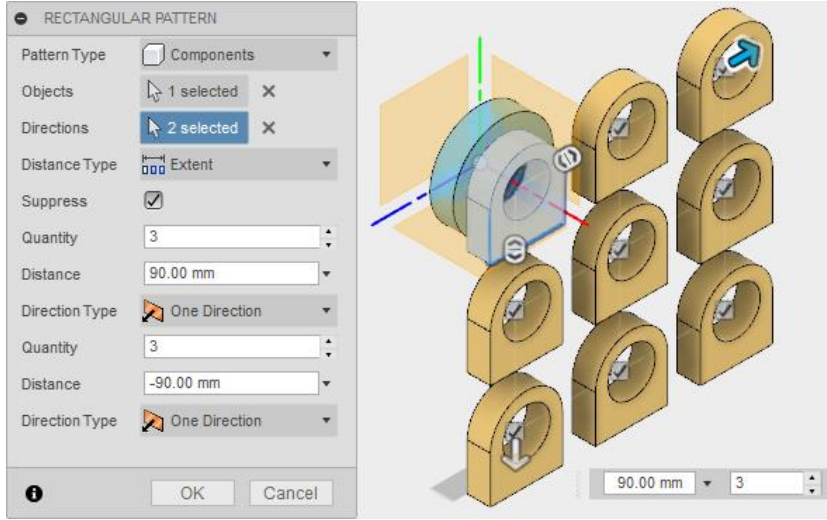 RECTANGULAR PATTERN
Pattern Type Components
Objects 1 selected
Directions 2 selected
Distance Type Extent
Suppress
Quantity 3
Distance 90.00 mm
Direction Type One Direction
Quantity 3
Distance -90.00 mm
Direction Type One Direction
OK Cancel
90.00 mm 3